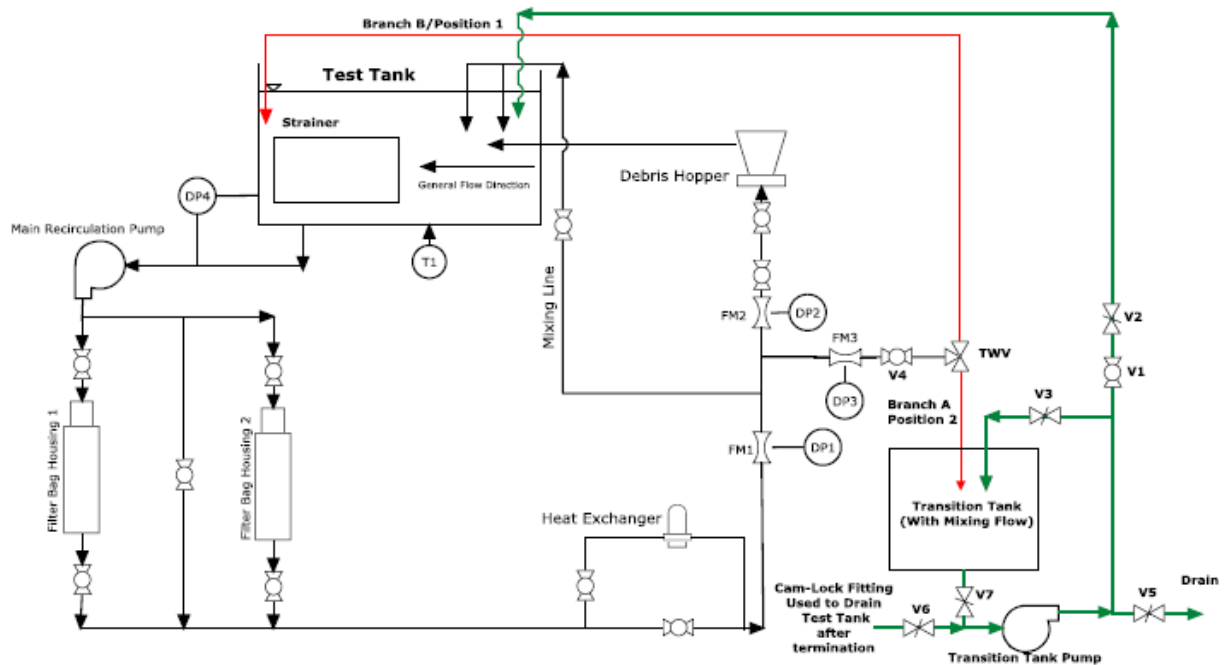 Branch B/Position 1
Test Tank
Strainer
General Flow Direction
Debris Hopper
DP4
Main Recirculation Pump
T1
Mixing Line
FM2
DP2
FM3
V4
TWV
DP3
V2
V1
V3
Branch A
Position 2
FM1
DP1
Filter Bag Housing 1
Filter Bag Housing 2
Heat Exchanger
Transition Tank
(With Mixing Flow)
Cam-Lock Fitting
Used to Drain
Test Tank
after
termination
V6
V7
V5
Drain
Transition Tank Pump